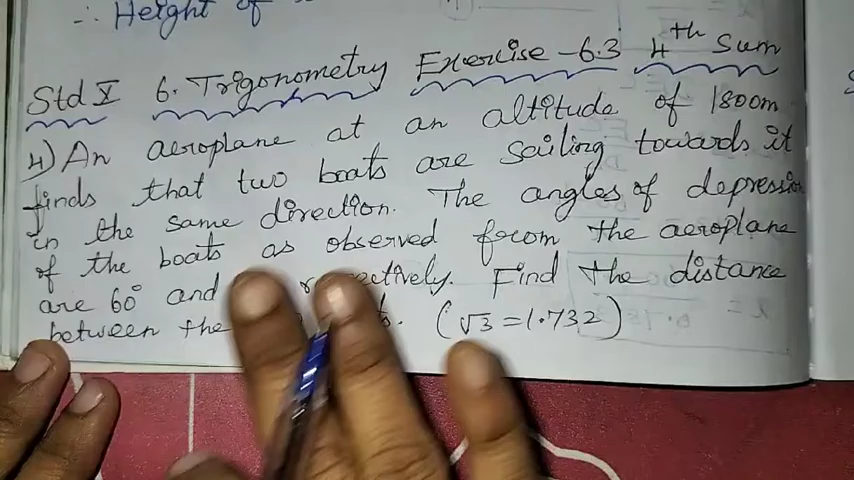 ∴ Height of
Std X 6. Trigonometry Exercise - 6.3 4th Sum
4) An aeroplane at an altitude of 1800m
finds that two boats are sailing towards it
in the same direction. The angles of depression
of the boats as observed from the aeroplane
are 60° and respectively. Find the distance
between the (√3 = 1.732)